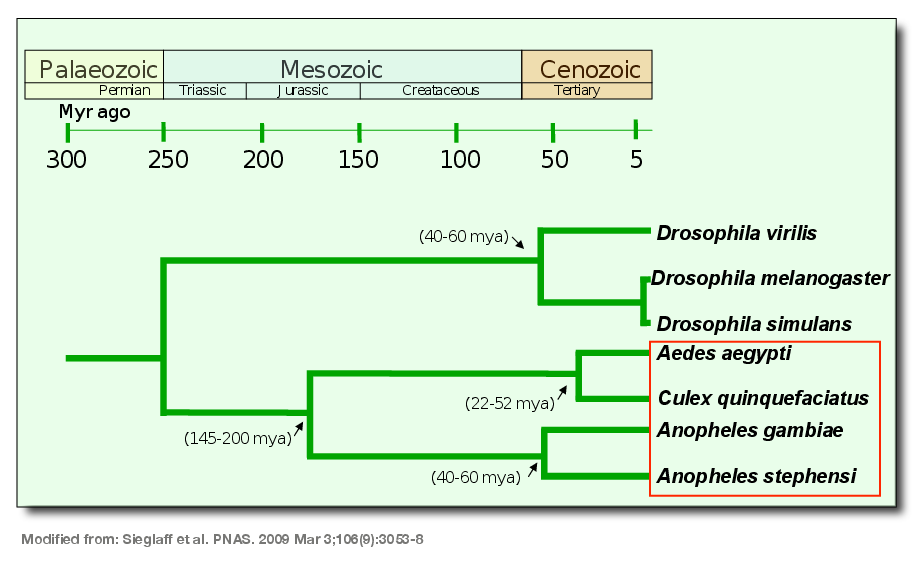 Palaeozoic Mesozoic Cenozoic
Permian Triassic Jurassic Creataceous Tertiary
Myr ago
300 250 200 150 100 50 5
(40-60 mya) Drosophila virilis
Drosophila melanogaster
Drosophila simulans
Aedes aegypti
(22-52 mya) Culex quinquefaciatus
Anopheles gambiae
(145-200 mya)
(40-60 mya) Anopheles stephensi
Modified from: Sieglaff et al. PNAS. 2009 Mar 3;106(9):3053-8